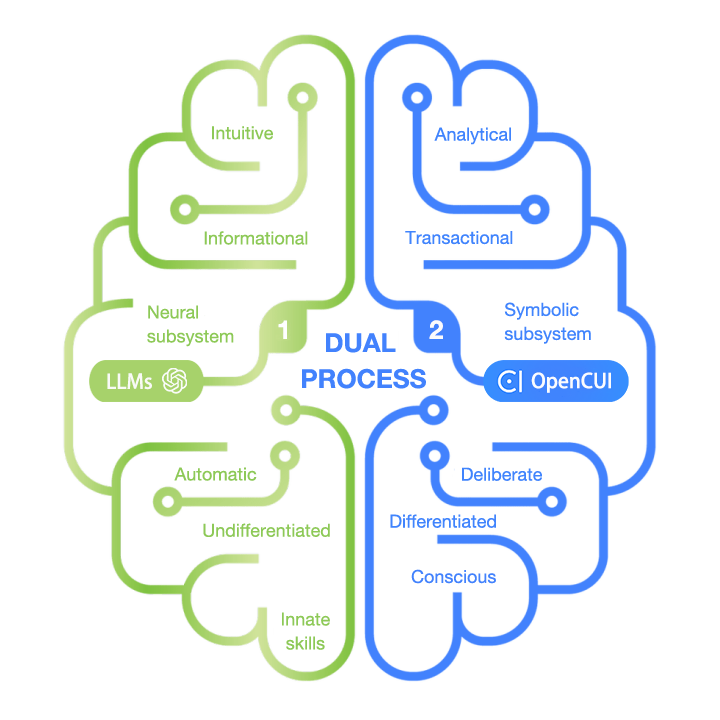 Intuitive
Analytical
Informational
Transactional
Neural
subsystem
1
DUAL
PROCESS
2
Symbolic
subsystem
LLMs
OpenCUI
Automatic
Deliberate
Undifferentiated
Differentiated
Conscious
Innate
skills